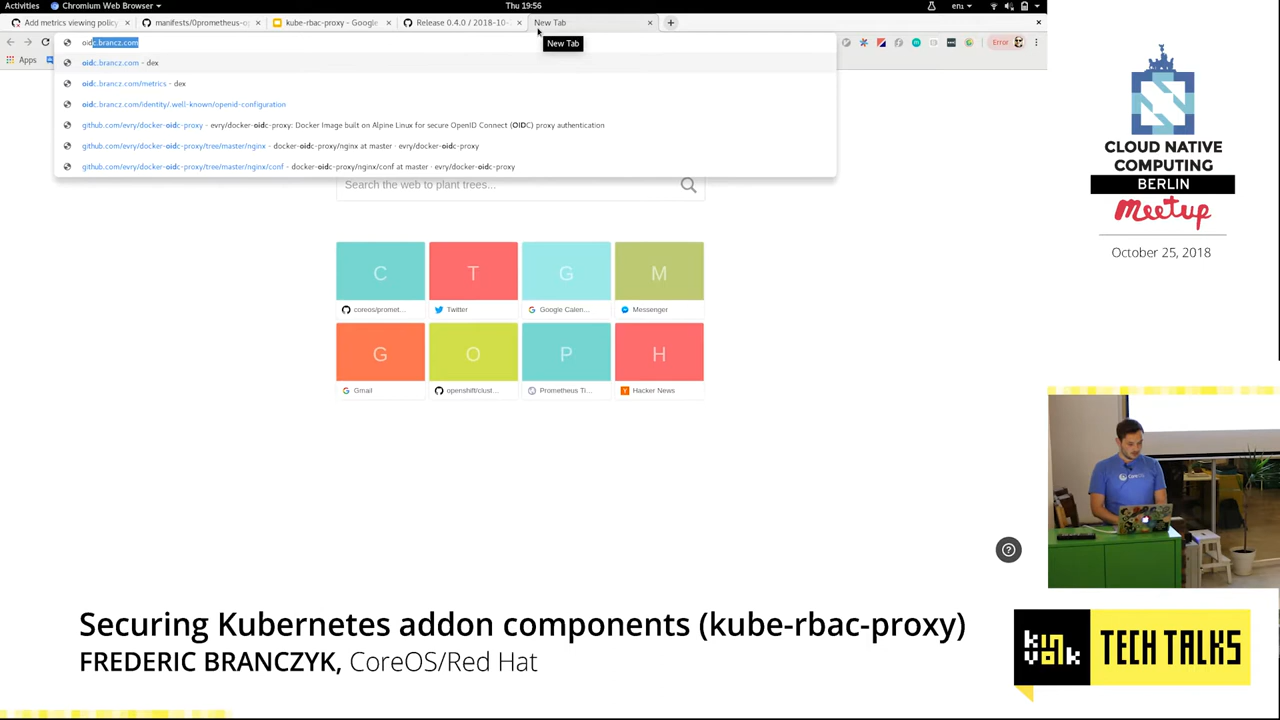 Activities
Chromium Web Browser
Thu 19:56
en1
Add metrics viewing policy
manifests/0prometheus-o
kube-rbac-proxy - Google
Release 0.4.0 / 2018-10-
New Tab
oidc.brancz.com
New Tab
Error
Apps
oidc.brancz.com - dex
oidc.brancz.com/metrics - dex
oidc.brancz.com/identity/.well-known/openid-configuration
github.com/evry/docker-oidc-proxy - evry/docker-oidc-proxy: Docker Image built on Alpine Linux for secure OpenID Connect (OIDC) proxy authentication
github.com/evry/docker-oidc-proxy/tree/master/nginx - docker-oidc-proxy/nginx at master · evry/docker-oidc-proxy
github.com/evry/docker-oidc-proxy/tree/master/nginx/conf - docker-oidc-proxy/nginx/conf at master · evry/docker-oidc-proxy
Search the web to plant trees...
C T G M
coreos/promet... Twitter Google Calen... Messenger
G O P H
Gmail openshift/clust... Prometheus Ti... Hacker News
CLOUD NATIVE
COMPUTING
BERLIN
meetup
October 25, 2018
Securing Kubernetes addon components (kube-rbac-proxy)
FREDERIC BRANCZYK, CoreOS/Red Hat
kinvolk
TECH TALKS